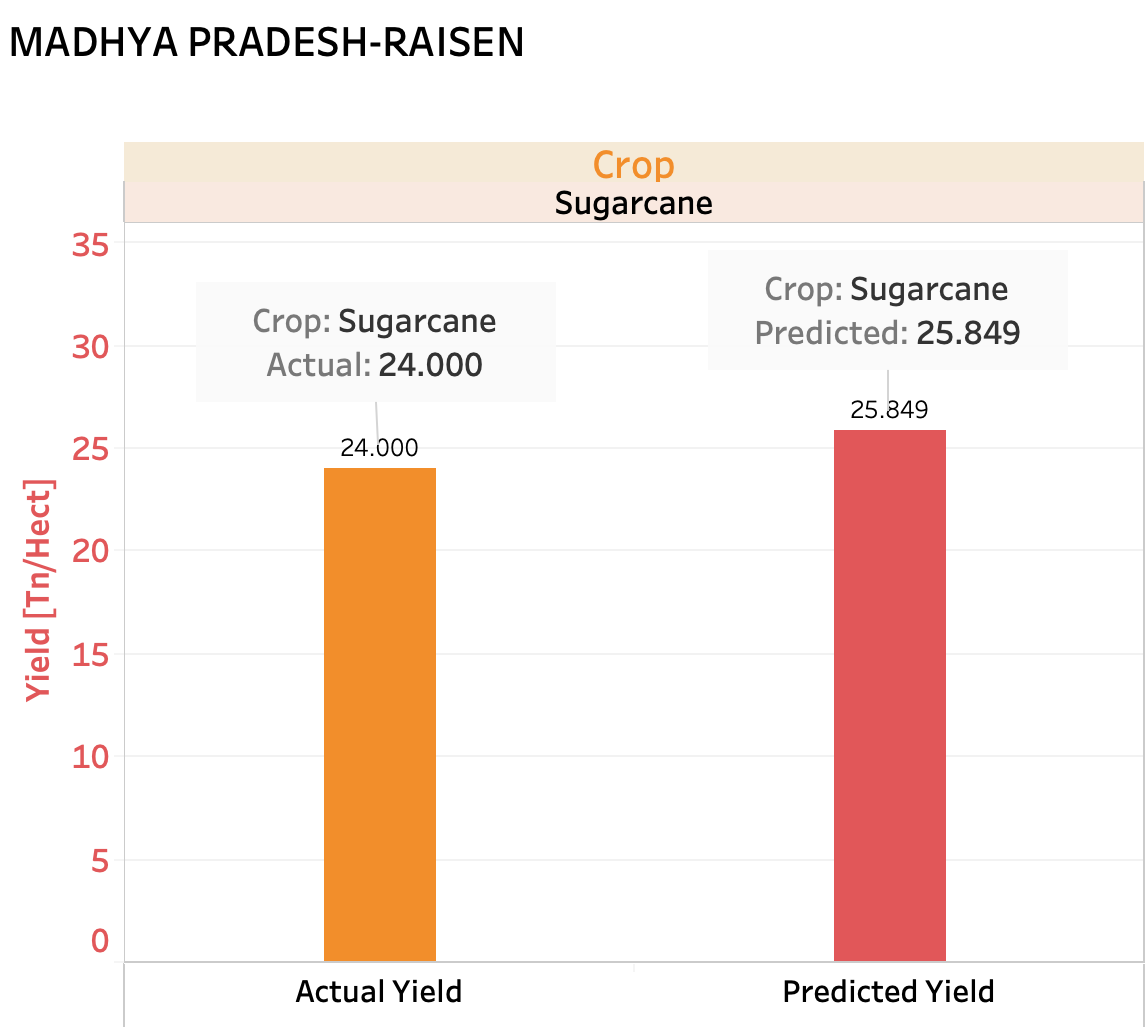 MADHYA PRADESH-RAISEN
Crop
Sugarcane
35
30
25
20
15
10
5
0
Yield [Tn/Hect]
Crop: Sugarcane
Actual: 24.000
24.000
Crop: Sugarcane
Predicted: 25.849
25.849
Actual Yield
Predicted Yield